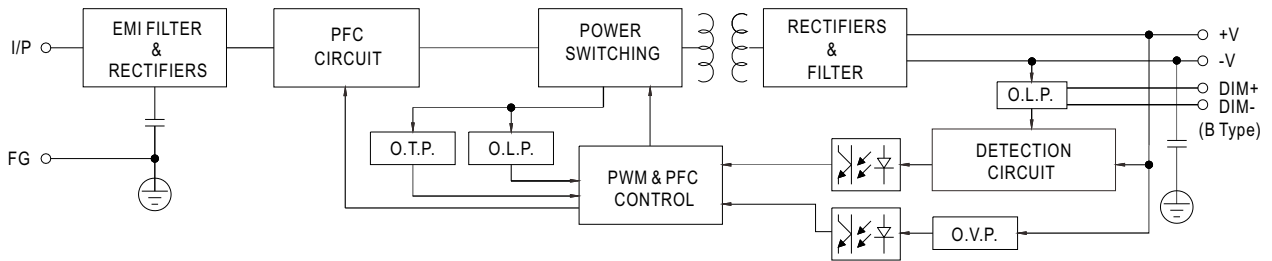 I/P
EMI FILTER
&
RECTIFIERS
PFC
CIRCUIT
POWER
SWITCHING
RECTIFIERS
&
FILTER
+V
-V
DIM+
DIM-
(B Type)
O.L.P.
FG
O.T.P.
O.L.P.
PWM & PFC
CONTROL
DETECTION
CIRCUIT
O.V.P.